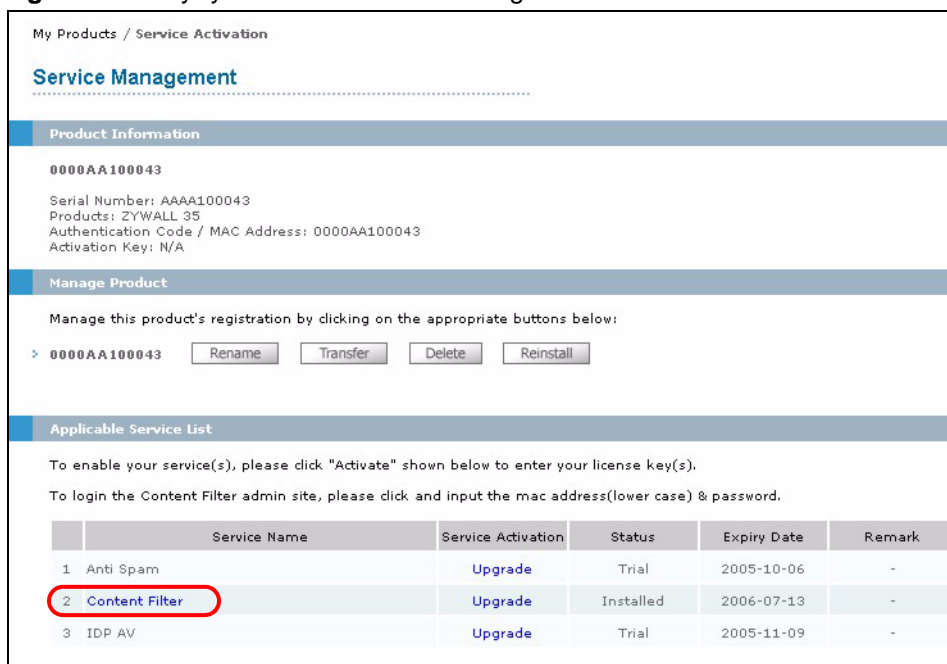 My Products / Service Activation
Service Management
Product Information
0000AA100043
Serial Number: AAAA100043
Products: ZYWALL 35
Authentication Code / MAC Address: 0000AA100043
Activation Key: N/A
Manage Product
Manage this product's registration by clicking on the appropriate buttons below:
0000AA100043 Rename Transfer Delete Reinstall
Applicable Service List
To enable your service(s), please click "Activate" shown below to enter your license key(s).
To login the Content Filter admin site, please click and input the mac address(lower case) & password.
Service Name Service Activation Status Expiry Date Remark
1 Anti Spam Upgrade Trial 2005-10-06 -
2 Content Filter Upgrade Installed 2006-07-13 -
3 IDP AV Upgrade Trial 2005-11-09 -